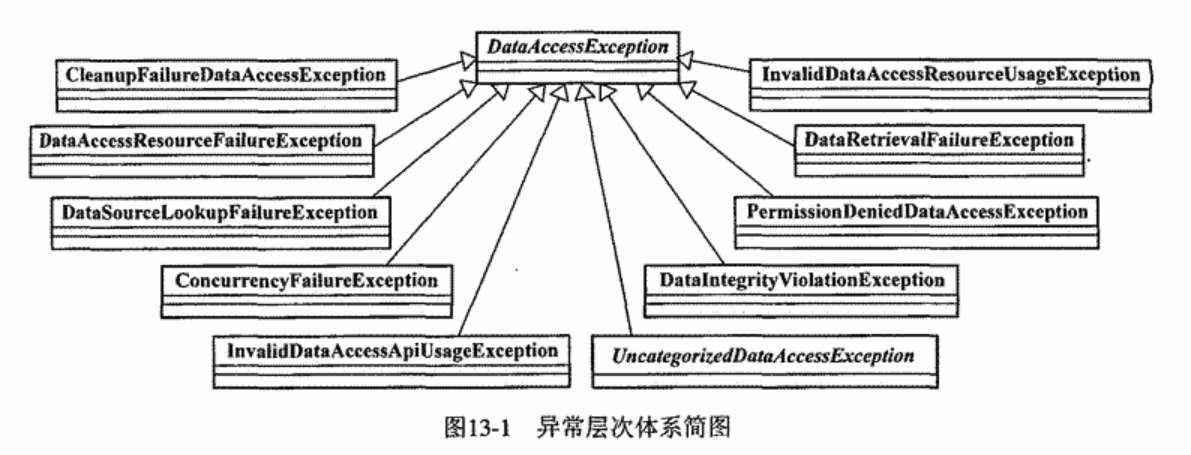 DataAccessException
CleanupFailureDataAccessException
InvalidDataAccessResourceUsageException
DataAccessResourceFailureException
DataRetrievalFailureException
DataSourceLookupFailureException
PermissionDeniedDataAccessException
ConcurrencyFailureException
DataIntegrityViolationException
InvalidDataAccessApiUsageException
UncategorizedDataAccessException
图13-1 异常层次体系简图